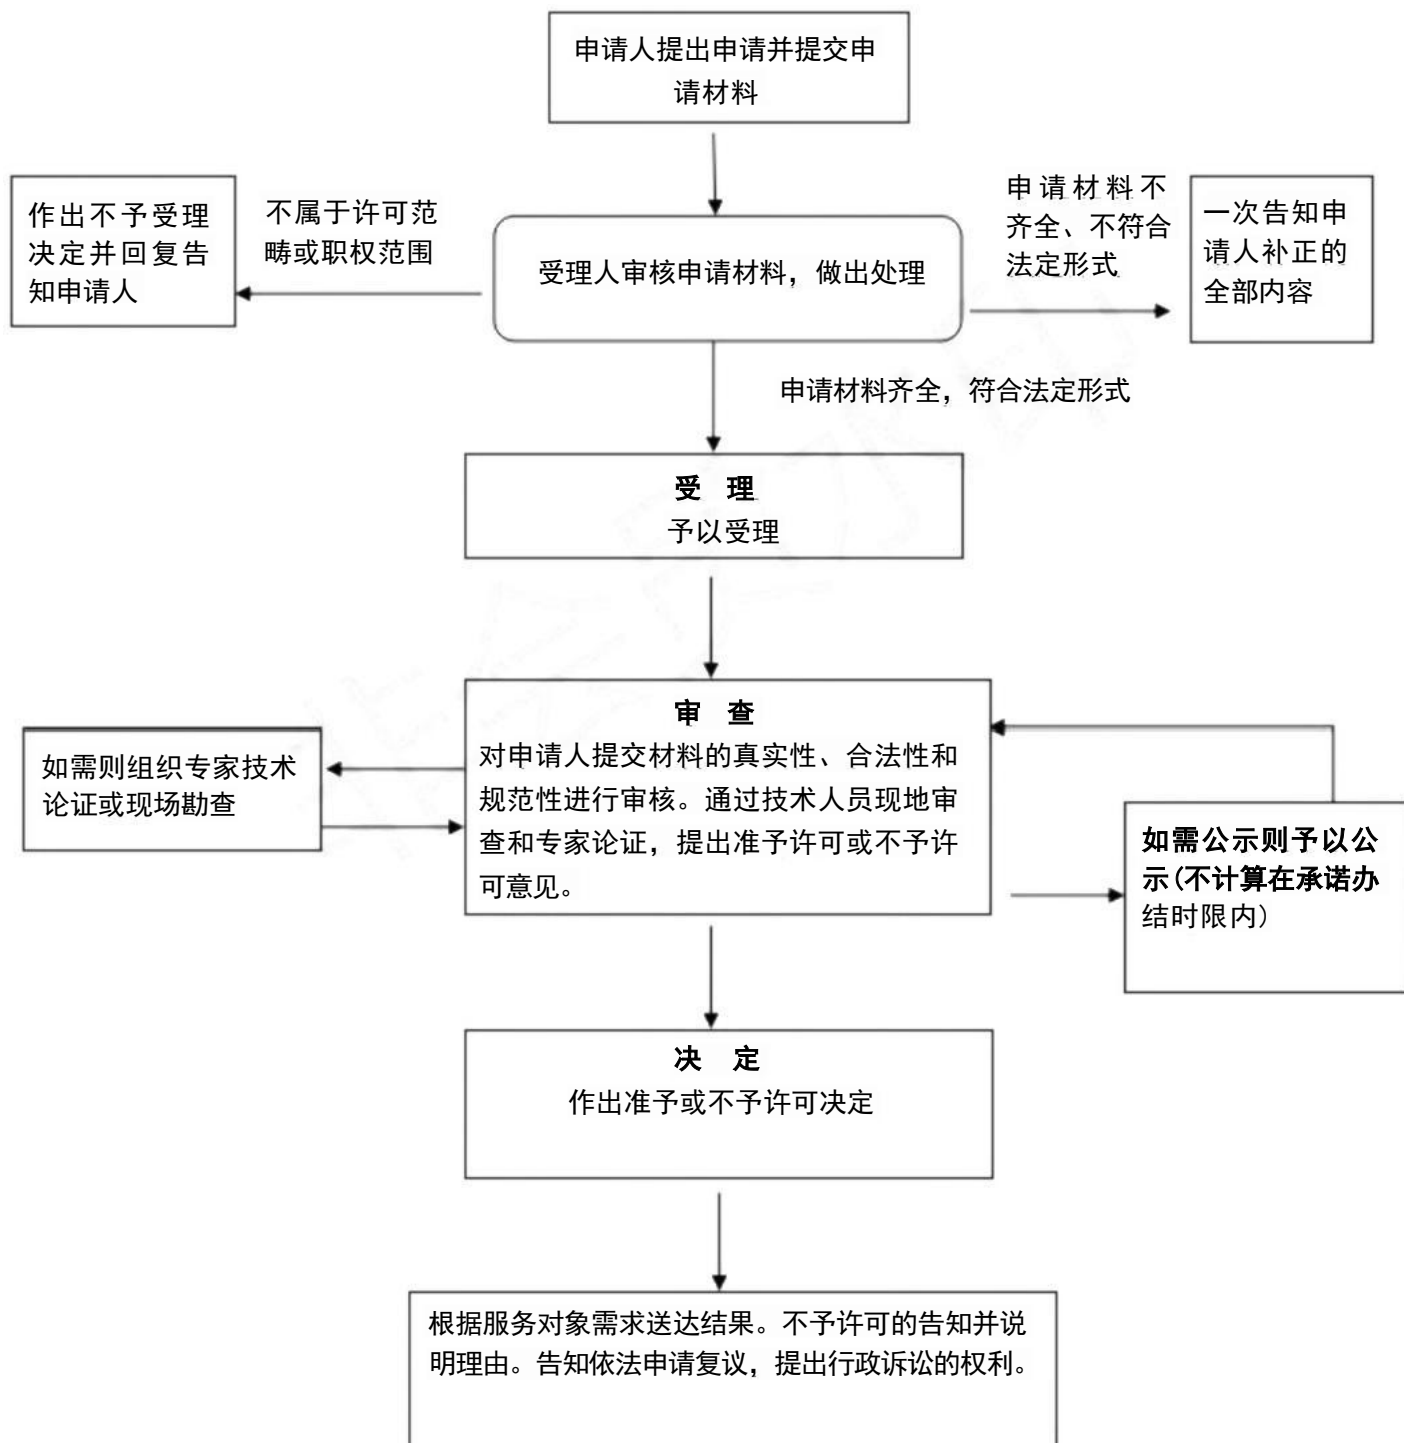 申请人提出申请并提交申
请材料
作出不予受理
决定并回复告
知申请人
不属于许可范
畴或职权范围
受理人审核申请材料，做出处理
申请材料不
齐全、不符合
法定形式
一次告知申
请人补正的
全部内容
申请材料齐全，符合法定形式
受 理
予以受理
审 查
对申请人提交材料的真实性、合法性和
规范性进行审核。通过技术人员现地审
查和专家论证，提出准予许可或不予许
可意见。
如需则组织专家技术
论证或现场勘查
如需公示则予以公
示(不计算在承诺办
结时限内）
决 定
作出准予或不予许可决定
根据服务对象需求送达结果。不予许可的告知并说
明理由。告知依法申请复议，提出行政诉讼的权利。